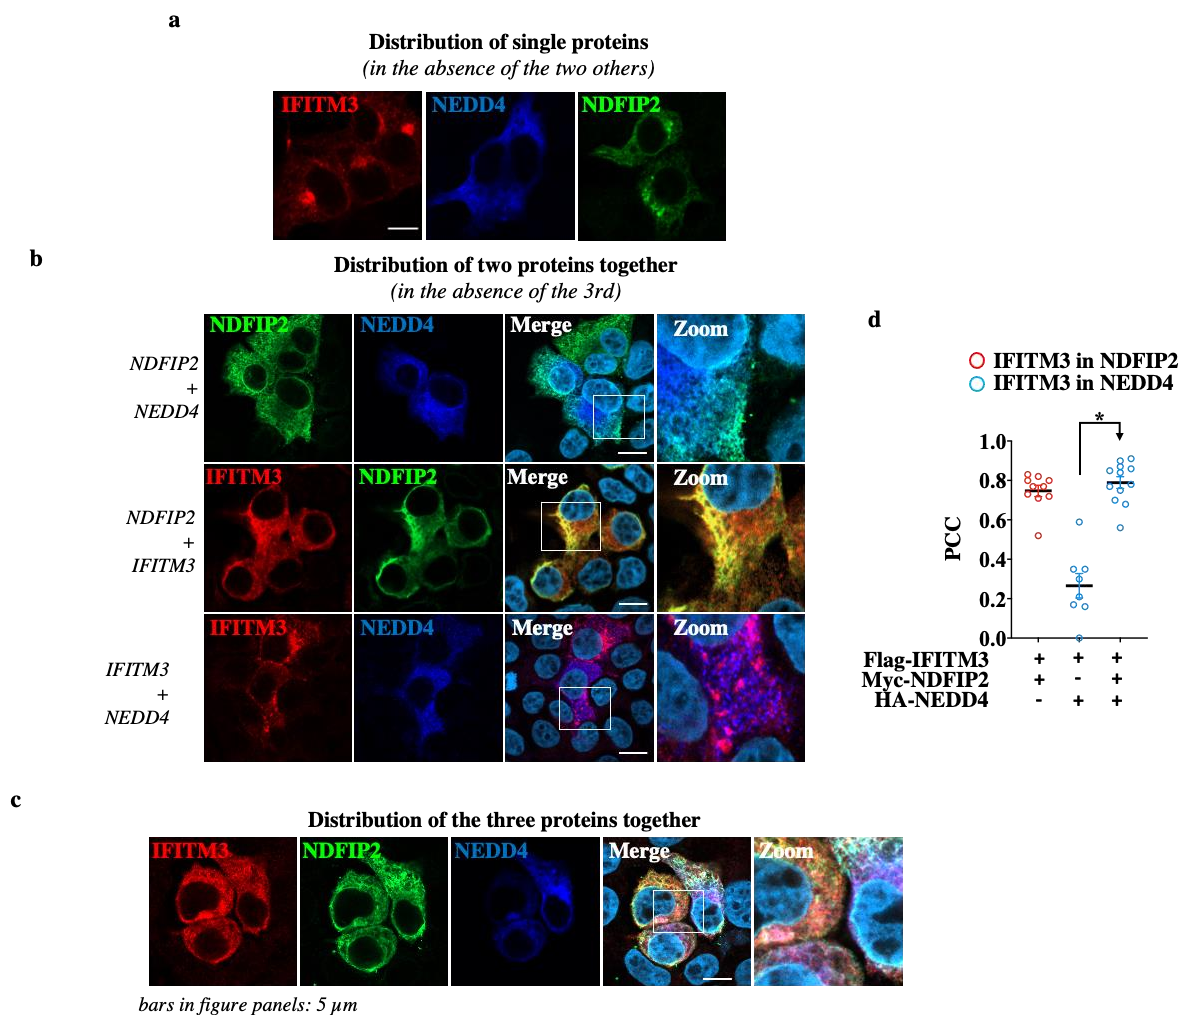 a
Distribution of single proteins
(in the absence of the two others)
IFITM3
NEDD4
NDFIP2
b
Distribution of two proteins together
(in the absence of the 3rd)
NDFIP2
+
NEDD4
NDFIP2
NEDD4
Merge
Zoom
NDFIP2
+
IFITM3
IFITM3
NDFIP2
Merge
Zoom
IFITM3
+
NEDD4
IFITM3
NEDD4
Merge
Zoom
c
Distribution of the three proteins together
IFITM3
NDFIP2
NEDD4
Merge
Zoom
bars in figure panels: 5 µm
d
IFITM3 in NDFIP2
IFITM3 in NEDD4
*
1.0
0.8
0.6
0.4
0.2
0.0
PCC
Flag-IFITM3 + + +
Myc-NDFIP2 + - +
HA-NEDD4 - + +